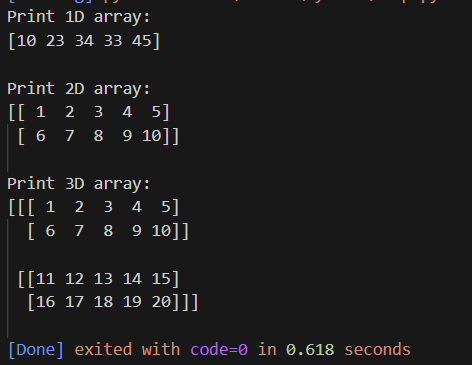 Print 1D array:
[10 23 34 33 45]
Print 2D array:
[[ 1  2  3  4  5]
 [ 6  7  8  9 10]]
Print 3D array:
[[[ 1  2  3  4  5]
  [ 6  7  8  9 10]]
 [[11 12 13 14 15]
  [16 17 18 19 20]]]
[Done] exited with code=0 in 0.618 seconds